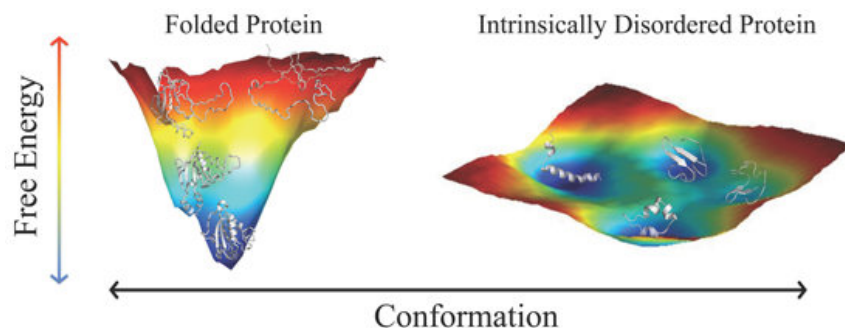 Folded Protein
Intrinsically Disordered Protein
Free Energy
Conformation